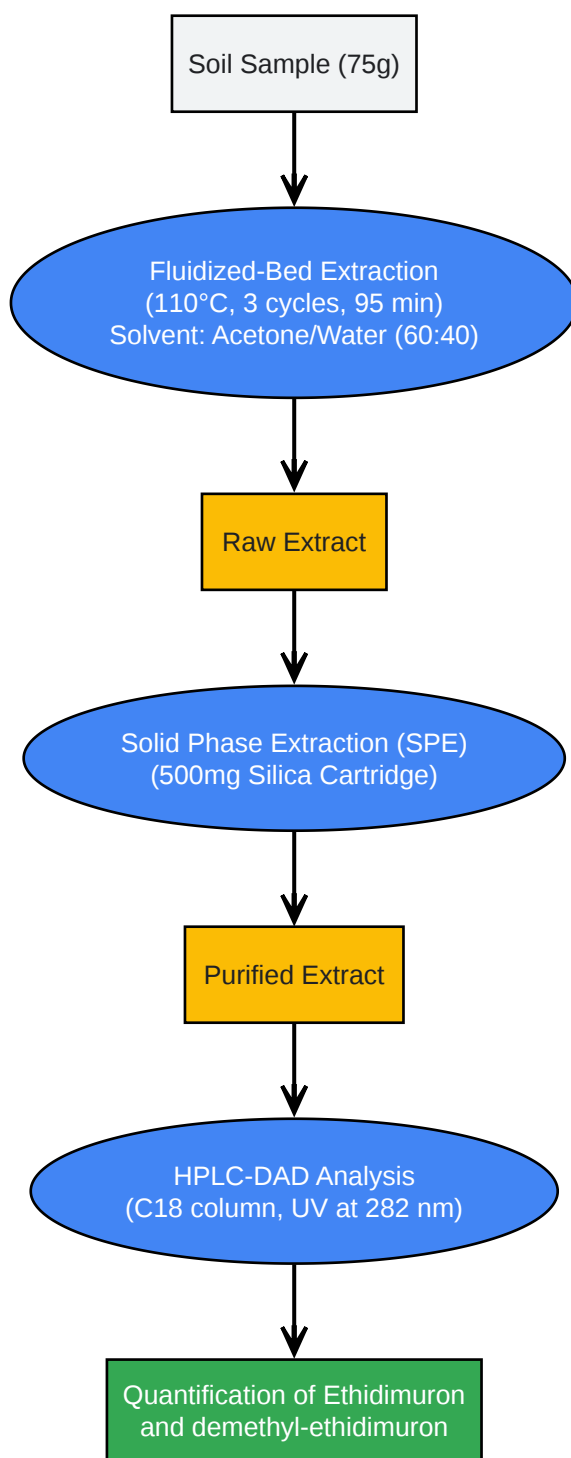 Soil Sample (75g)
Fluidized-Bed Extraction
(110°C, 3 cycles, 95 min)
Solvent: Acetone/Water (60:40)
Raw Extract
Solid Phase Extraction (SPE)
(500mg Silica Cartridge)
Purified Extract
HPLC-DAD Analysis
(C18 column, UV at 282 nm)
Quantification of Ethidimuron
and demethyl-ethidimuron